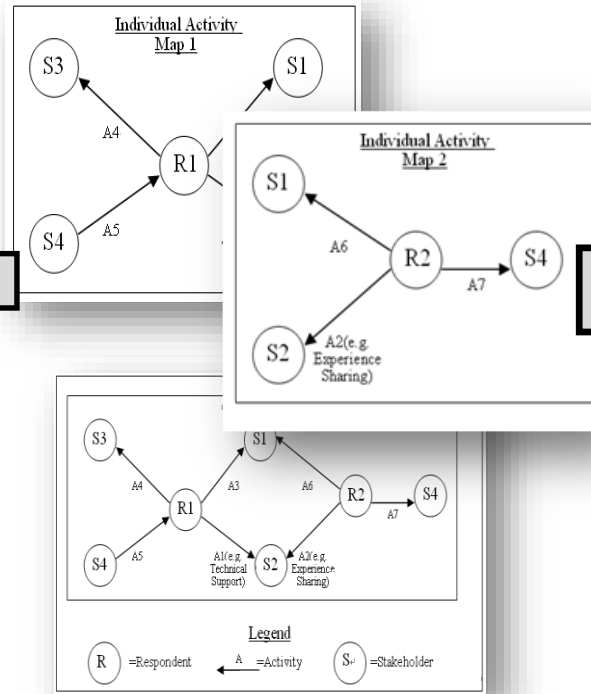 Individual Activity
Map 1
S3
S1
A4
R1
A5
S4
Individual Activity
Map 2
S1
A6
R2
S4
A7
S2
A2(e.g.
Experience
Sharing)
S3
S1
A4
A3
A6
R1
R2
S4
A7
A5
S4
A1(e.g.
Technical
Support)
S2
A2(e.g.
Experience
Sharing)
Legend
R =Respondent
A =Activity
S =Stakeholder